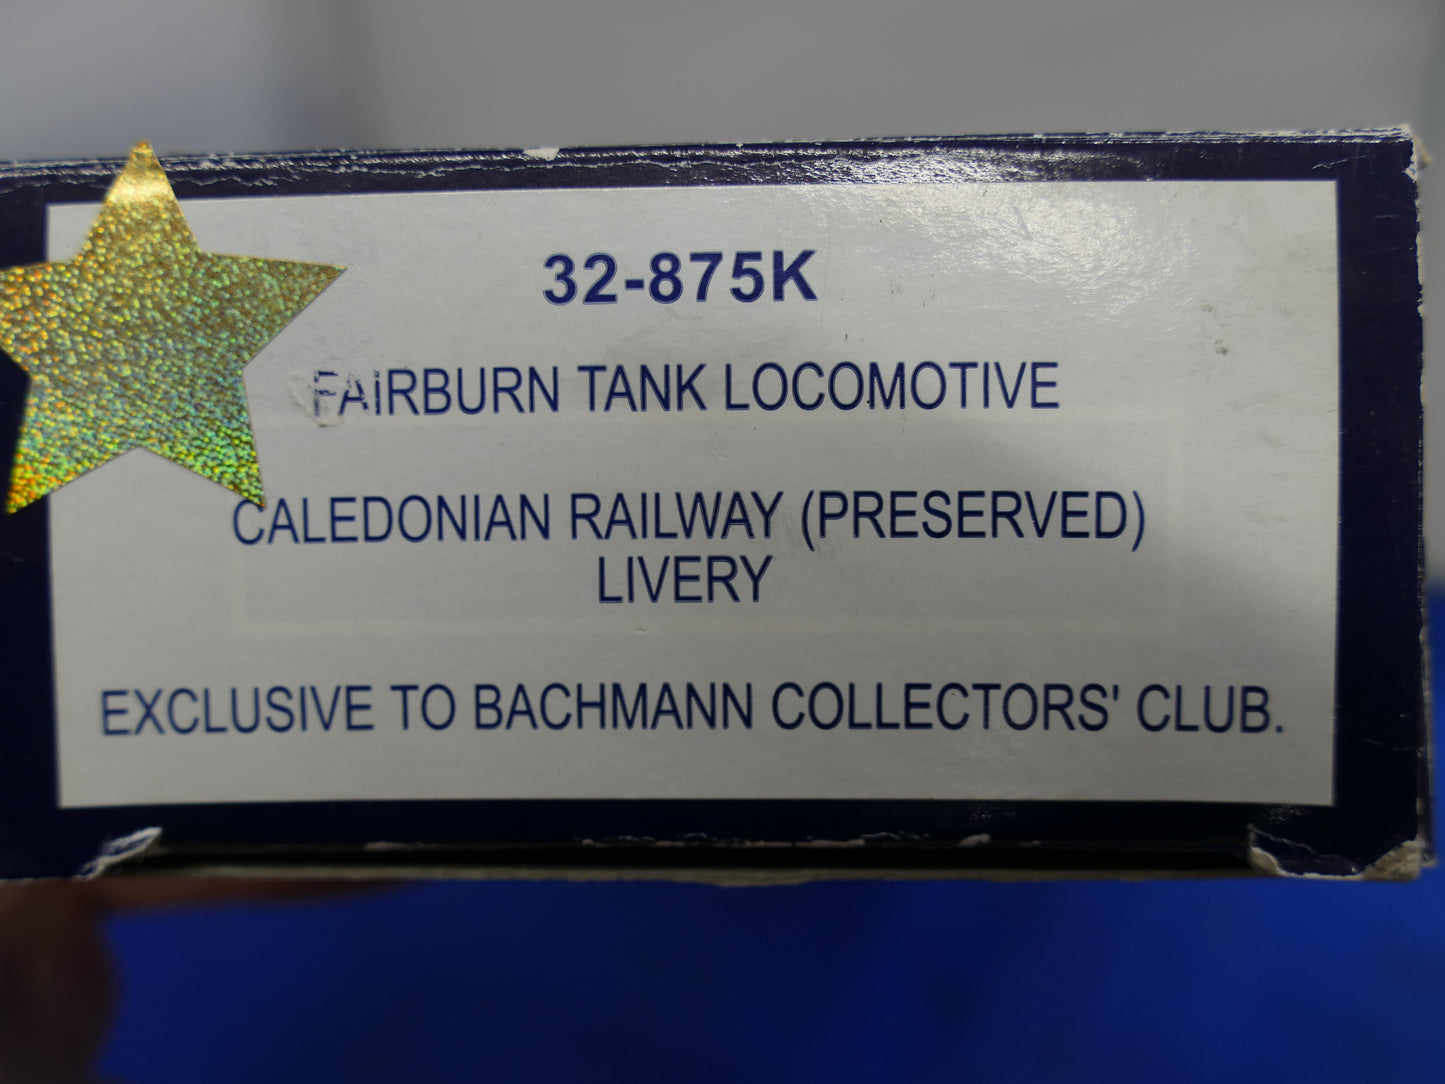 32-875K
FAIRBURN TANK LOCOMOTIVE
CALEDONIAN RAILWAY (PRESERVED)
LIVERY
EXCLUSIVE TO BACHMANN COLLECTORS' CLUB.